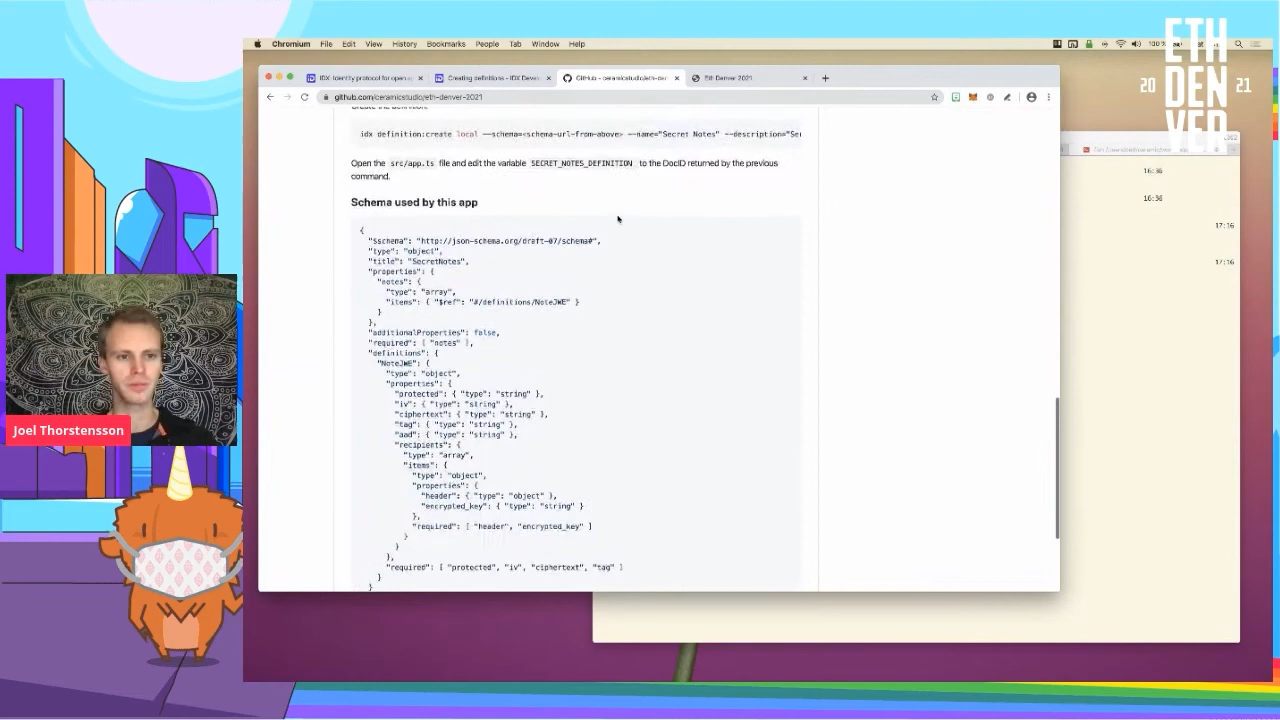 Chromium File Edit View History Bookmarks People Tab Window Help
100 %
ETH
DEN
VER
20 21
IDX: Identity protocol for open a
Creating definitions - IDX Deve
GitHub - ceramicstudio/eth-der
Eth Denver 2021
github.com/ceramicstudio/eth-denver-2021
Create the definition:
idx definition:create local --schema=<schema-url-from-above> --name="Secret Notes" --description="Se
Open the src/app.ts file and edit the variable SECRET_NOTES_DEFINITION to the DocID returned by the previous
command.
Schema used by this app
{
"$schema": "http://json-schema.org/draft-07/schema#",
"type": "object",
"title": "SecretNotes",
"properties": {
"notes": {
"type": "array",
"items": { "$ref": "#/definitions/NoteJWE" }
}
},
"additionalProperties": false,
"required": [ "notes" ],
"definitions": {
"NoteJWE": {
"type": "object",
"properties": {
"protected": { "type": "string" },
"iv": { "type": "string" },
"ciphertext": { "type": "string" },
"tag": { "type": "string" },
"aad": { "type": "string" },
"recipients": {
"type": "array",
"items": {
"type": "object",
"properties": {
"header": { "type": "object" },
"encrypted_key": { "type": "string" }
},
"required": [ "header", "encrypted_key" ]
}
}
},
"required": [ "protected", "iv", "ciphertext", "tag" ]
}
}
16:36
16:36
17:16
17:16
Joel Thorstensson